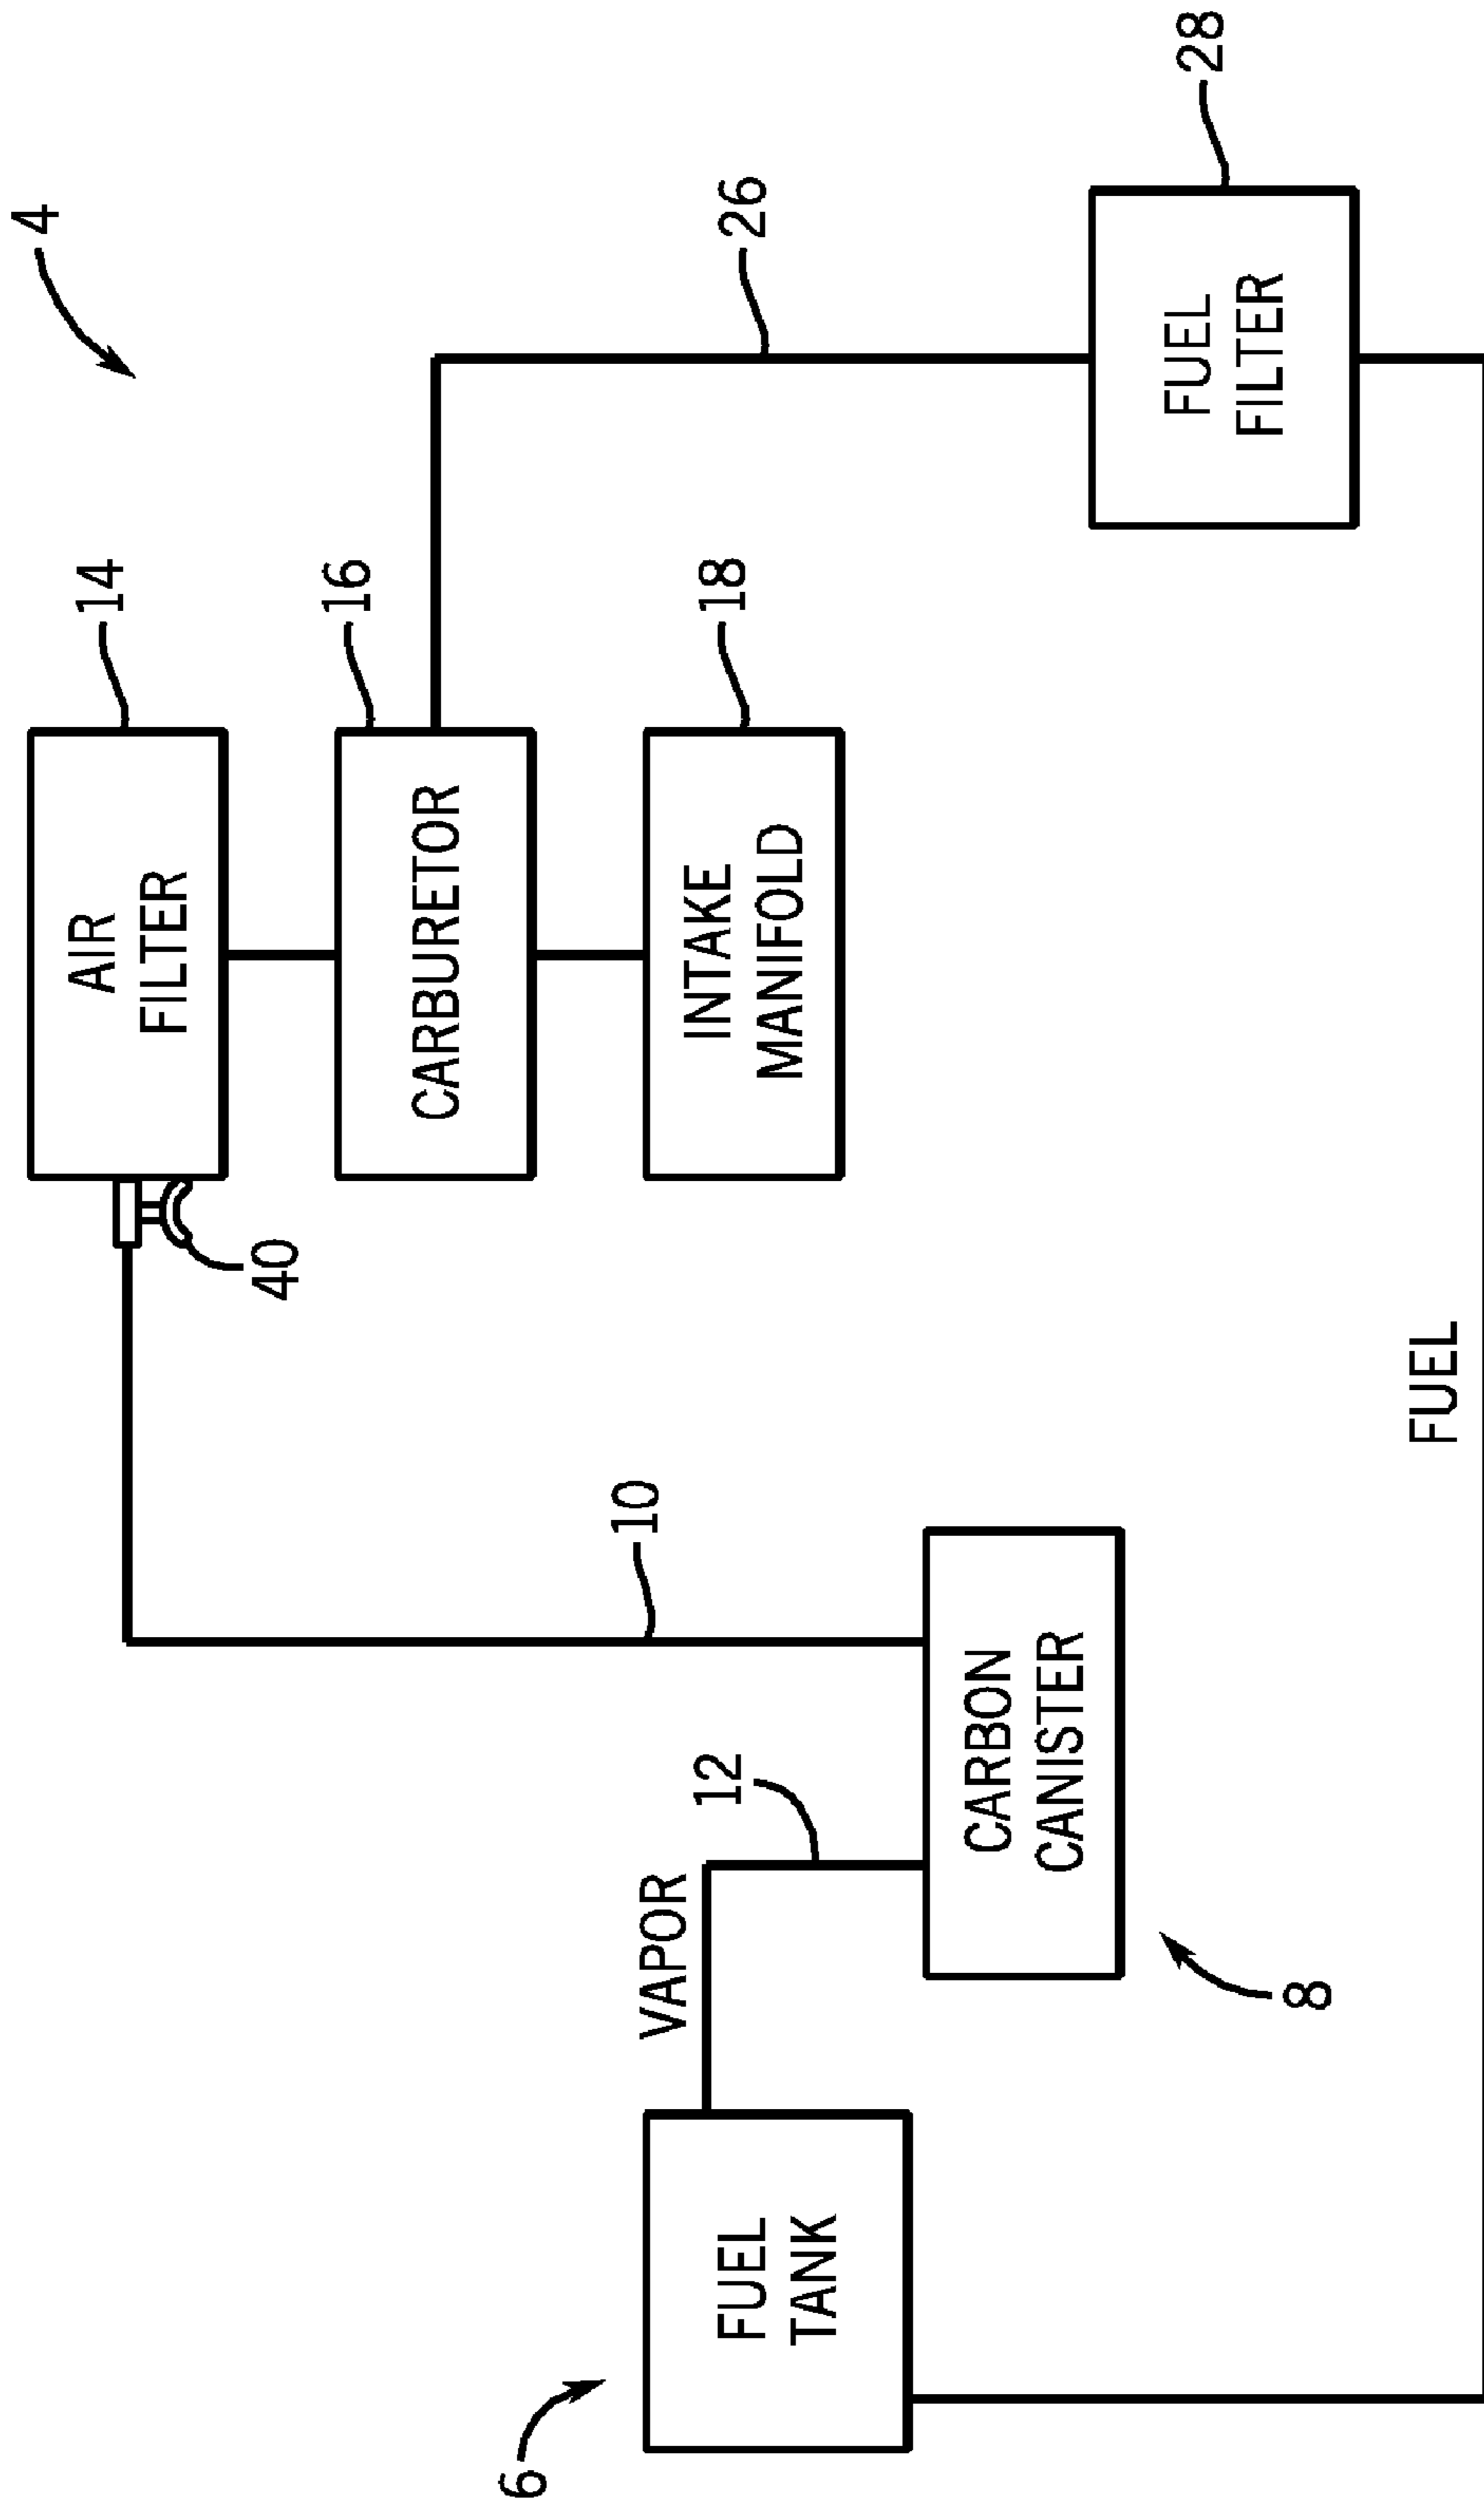 4
14
AIR
FILTER
40
16
CARBURETOR
18
INTAKE
MANIFOLD
26
28
FUEL
FILTER
10
12
VAPOR
CARBON
CANISTER
8
6
FUEL
TANK
FUEL